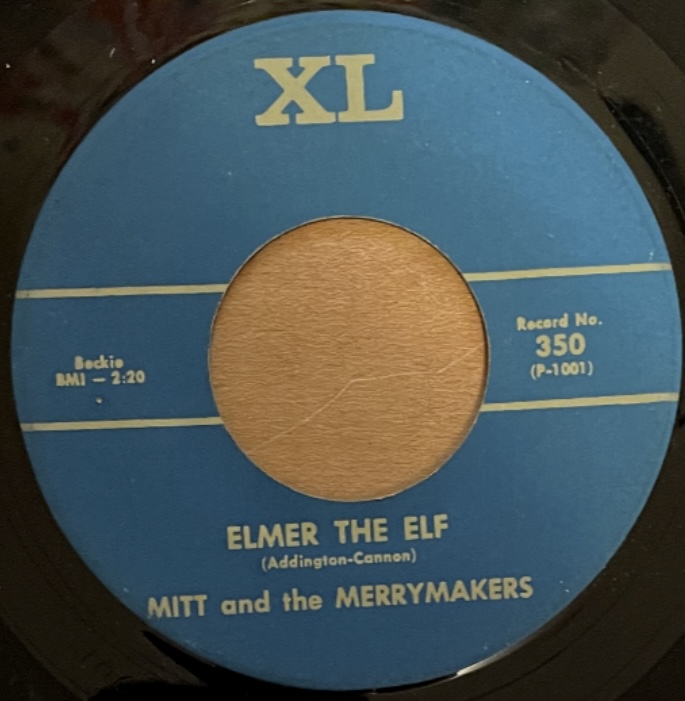 XL
Beckie
BMI — 2:20
Record No.
350
(P-1001)
ELMER THE ELF
(Addington-Cannon)
MITT and the MERRYMAKERS